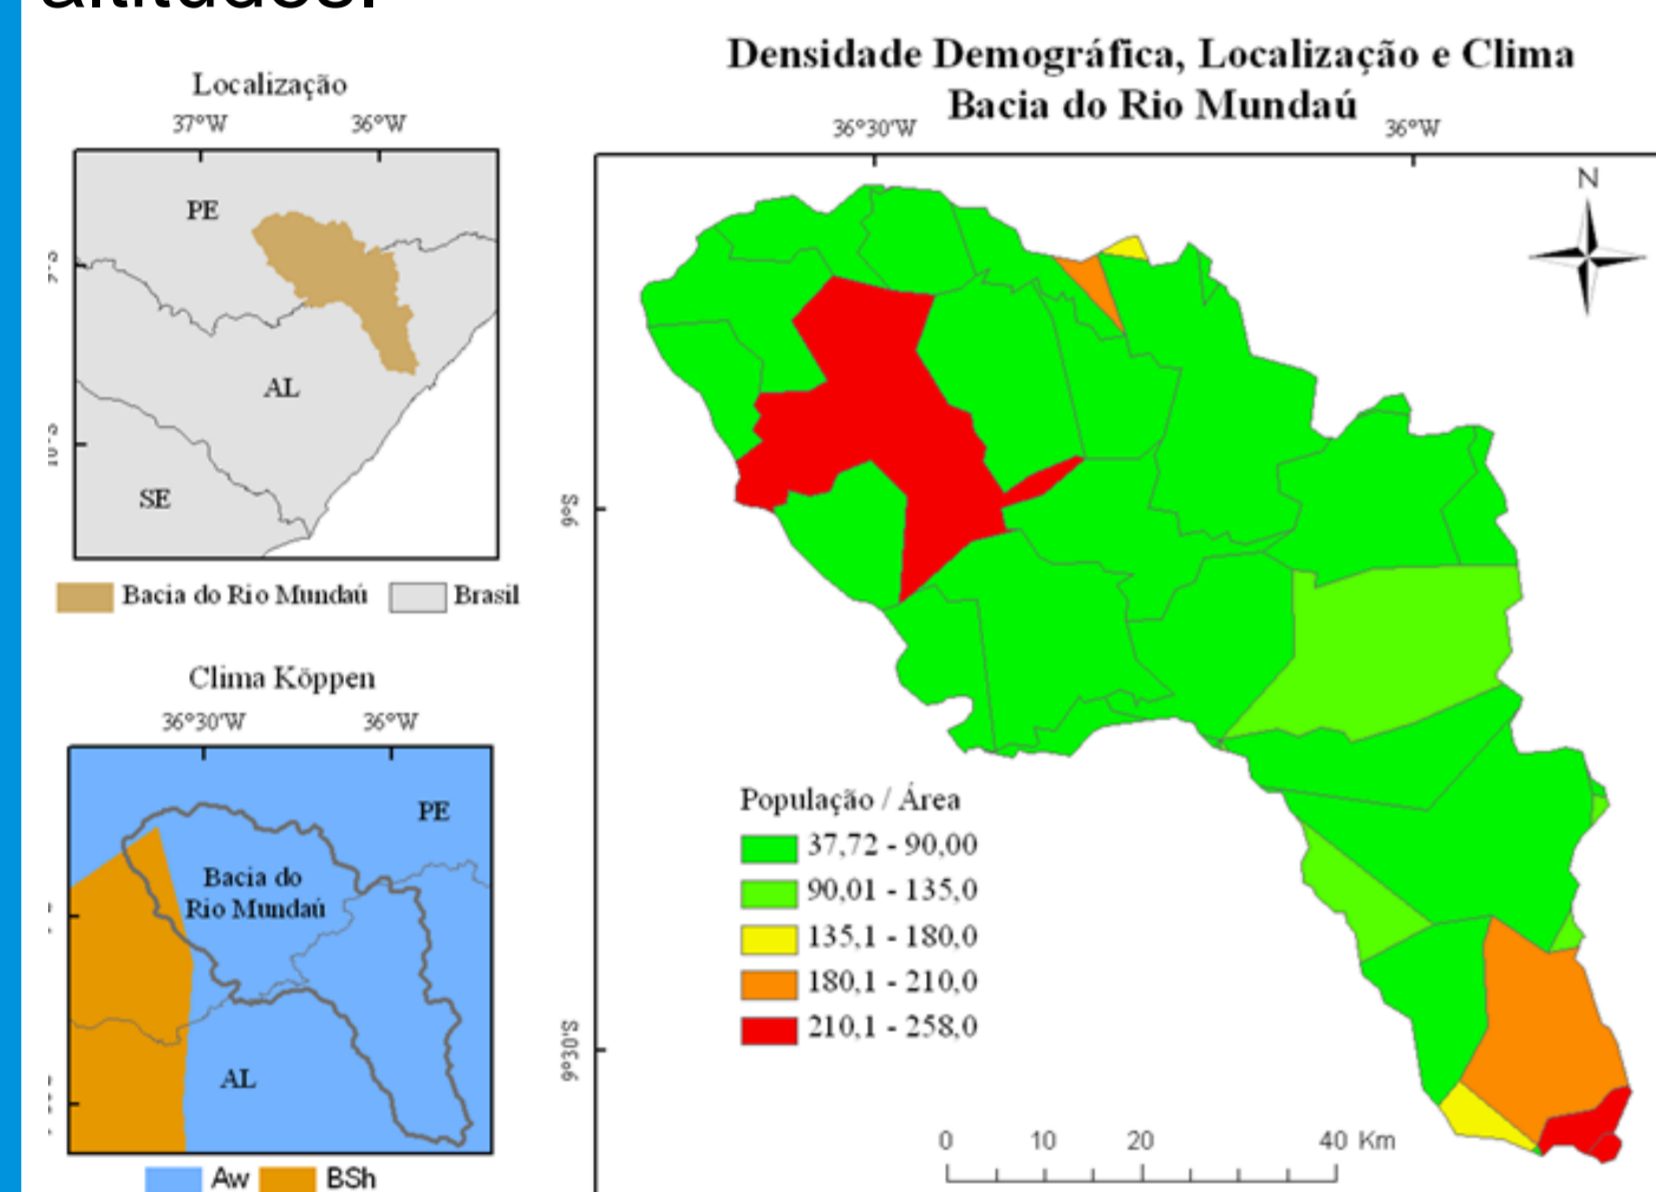 altitudes.
Densidade Demográfica, Localização e Clima
Bacia do Rio Mundaú
Localização
37°W 36°W
PE
AL
SE
Bacia do Rio Mundaú Brasil
Clima Köppen
36°30'W 36°W
PE
Bacia do
Rio Mundaú
AL
Aw BSh
36°30'W 36°W
N
9°S
9°30'S
População / Área
37,72 - 90,00
90,01 - 135,0
135,1 - 180,0
180,1 - 210,0
210,1 - 258,0
0 10 20 40 Km